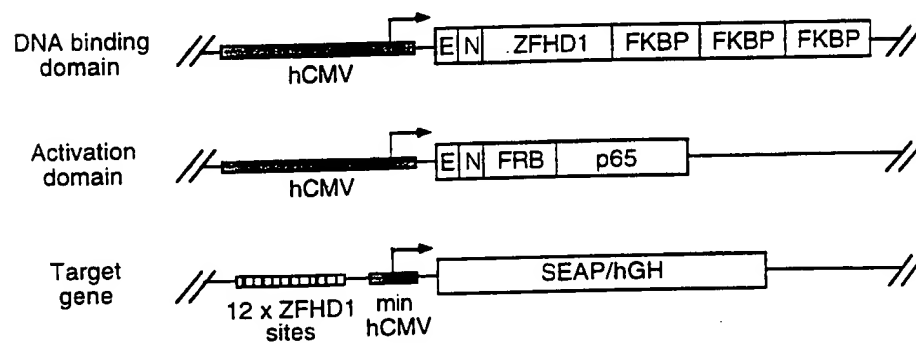 DNA binding
domain
E N ZFHD1 FKBP FKBP FKBP
hCMV
Activation
domain
E N FRB p65
hCMV
Target
gene
SEAP/hGH
12 x ZFHD1
sites
min
hCMV